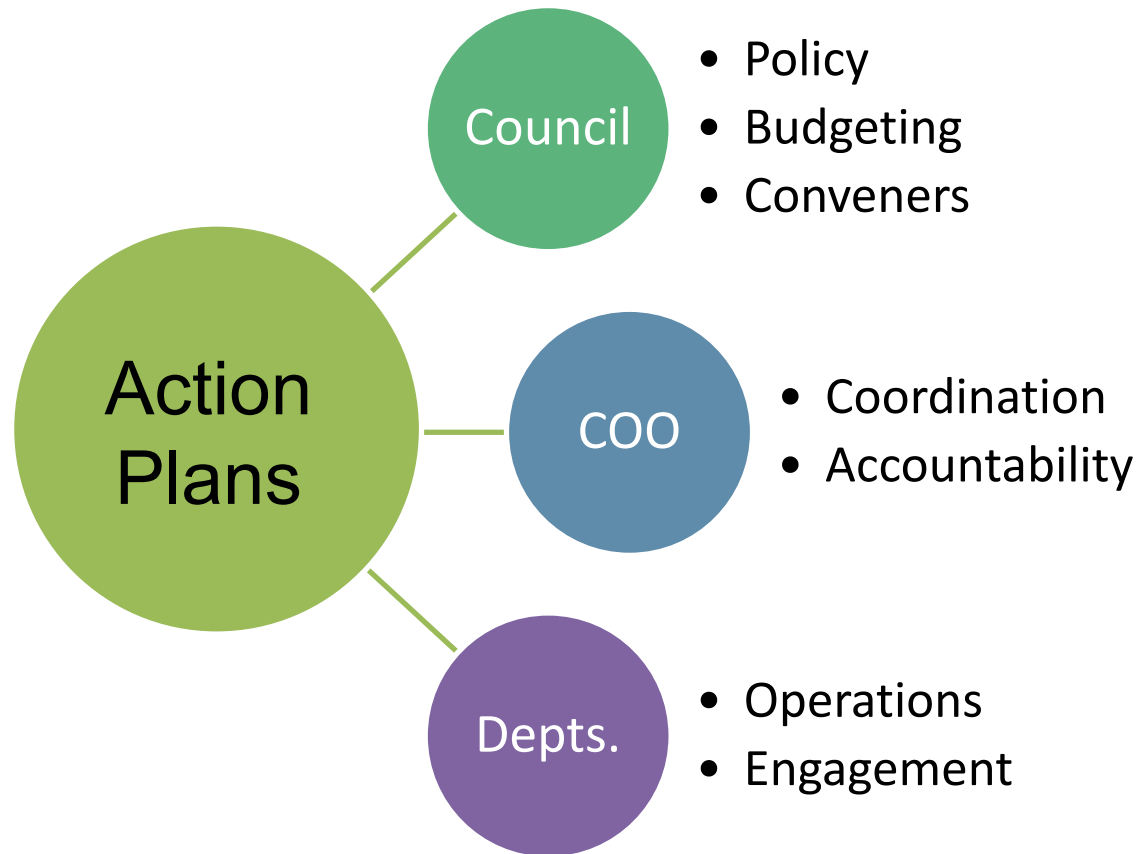 Action
Plans
Council
• Policy
• Budgeting
• Conveners
COO
• Coordination
• Accountability
Depts.
• Operations
• Engagement